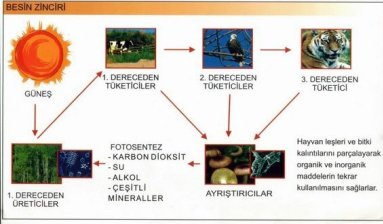 BESİN ZİNCİRİ
GÜNEŞ
1. DERECEDEN
TÜKETİCİLER
2. DERECEDEN
TÜKETİCİLER
3. DERECEDEN
TÜKETİCİ
1. DERECEDEN
ÜRETİCİLER
FOTOSENTEZ
- KARBON DİOKSİT
- SU
- ALKOL
- ÇEŞİTLİ
MİNERALLER
AYRIŞTIRICILAR
Hayvan leşleri ve bitki
kalıntılarını parçalayarak
organik ve inorganik
maddelerin tekrar
kullanılmasını sağlarlar.